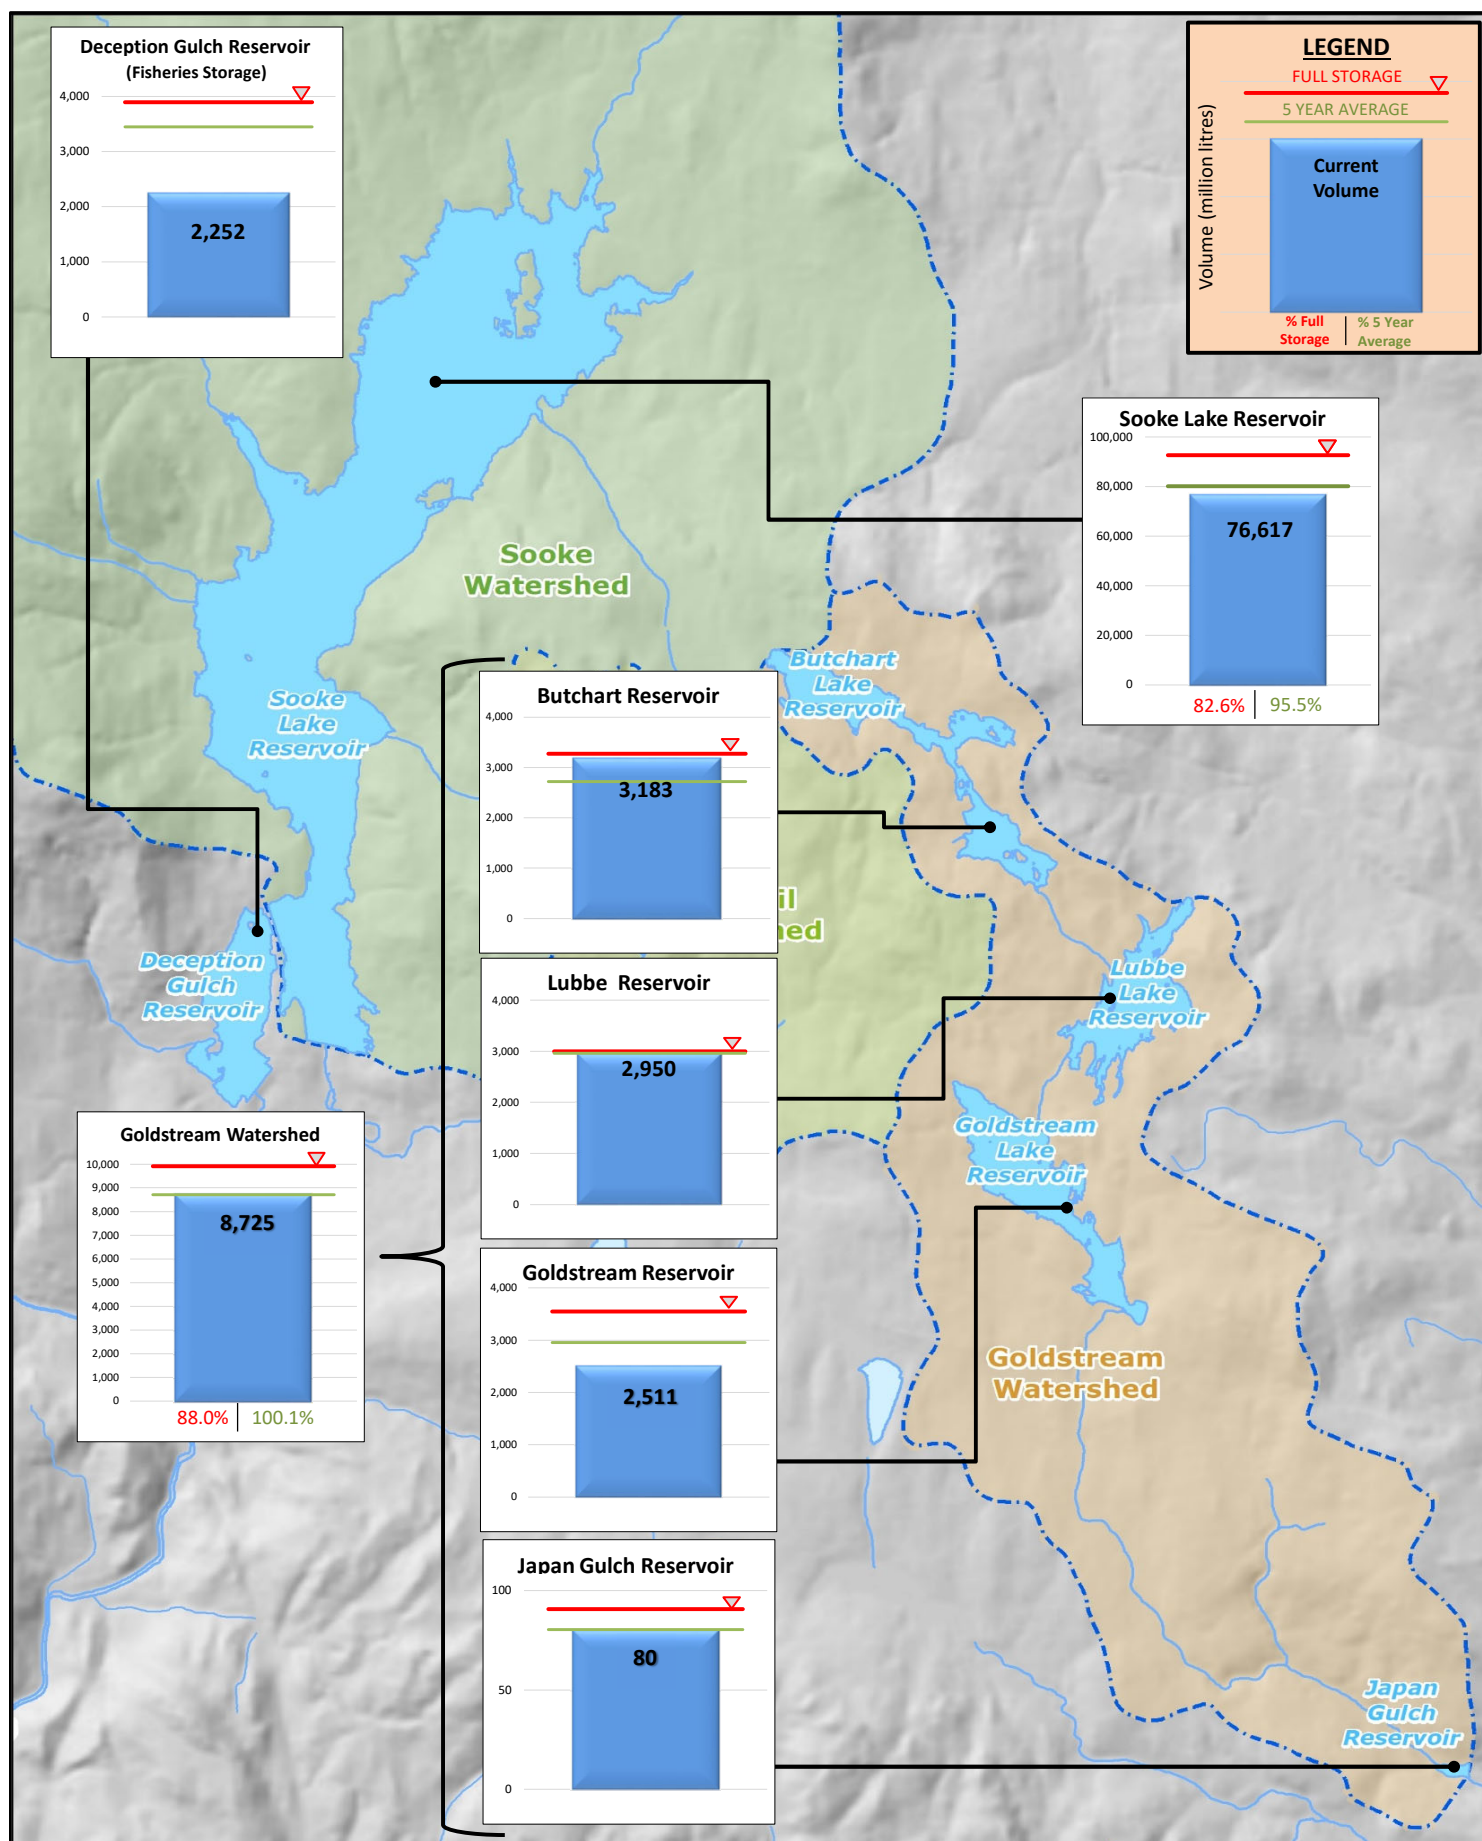 Deception Gulch Reservoir
(Fisheries Storage)
4,000
3,000
2,000
1,000
0
2,252
LEGEND
FULL STORAGE
5 YEAR AVERAGE
Volume (million litres)
Current
Volume
% Full
Storage
% 5 Year
Average
Sooke Lake Reservoir
100,000
80,000
60,000
40,000
20,000
0
76,617
82.6%
95.5%
Sooke
Watershed
Sooke
Lake
Reservoir
Butchart
Lake
Reservoir
Butchart Reservoir
4,000
3,000
2,000
1,000
0
3,183
il
ed
Deception
Gulch
Reservoir
Lubbe
Lake
Reservoir
Lubbe Reservoir
4,000
3,000
2,000
1,000
0
2,950
Goldstream Watershed
10,000
9,000
8,000
7,000
6,000
5,000
4,000
3,000
2,000
1,000
0
8,725
88.0%
100.1%
Goldstream
Lake
Reservoir
Goldstream Reservoir
4,000
3,000
2,000
1,000
0
2,511
Goldstream
Watershed
Japan Gulch Reservoir
100
50
0
80
Japan
Gulch
Reservoir